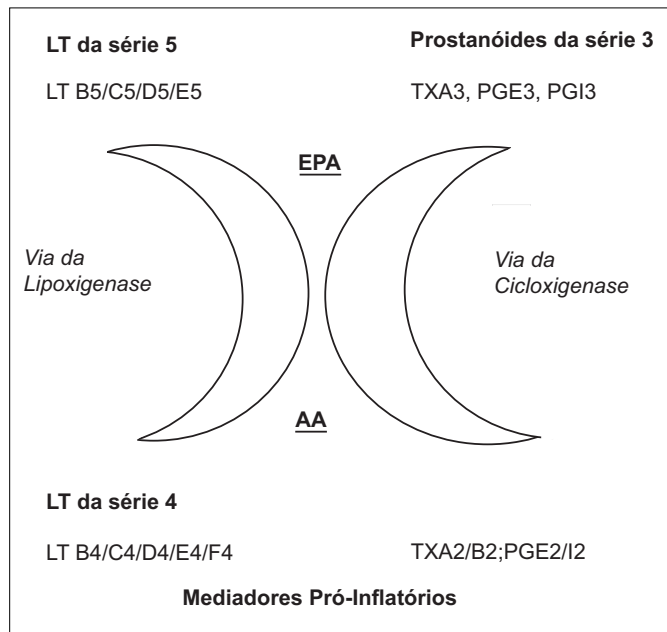 LT da série 5
Prostanóides da série 3
LT B5/C5/D5/E5
TXA3, PGE3, PGI3
EPA
Via da
Lipoxigenase
Via da
Cicloxigenase
AA
LT da série 4
LT B4/C4/D4/E4/F4
TXA2/B2;PGE2/I2
Mediadores Pró-Inflatórios